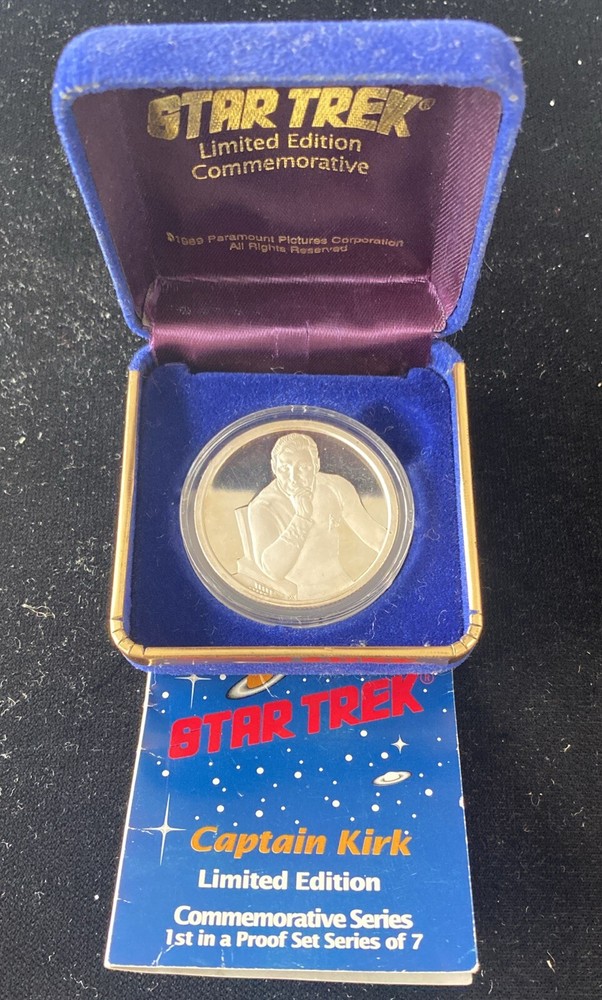 STAR TREK®
Limited Edition
Commemorative
©1989 Paramount Pictures Corporation
All Rights Reserved
STAR TREK®
Captain Kirk
Limited Edition
Commemorative Series
1st in a Proof Set Series of 7